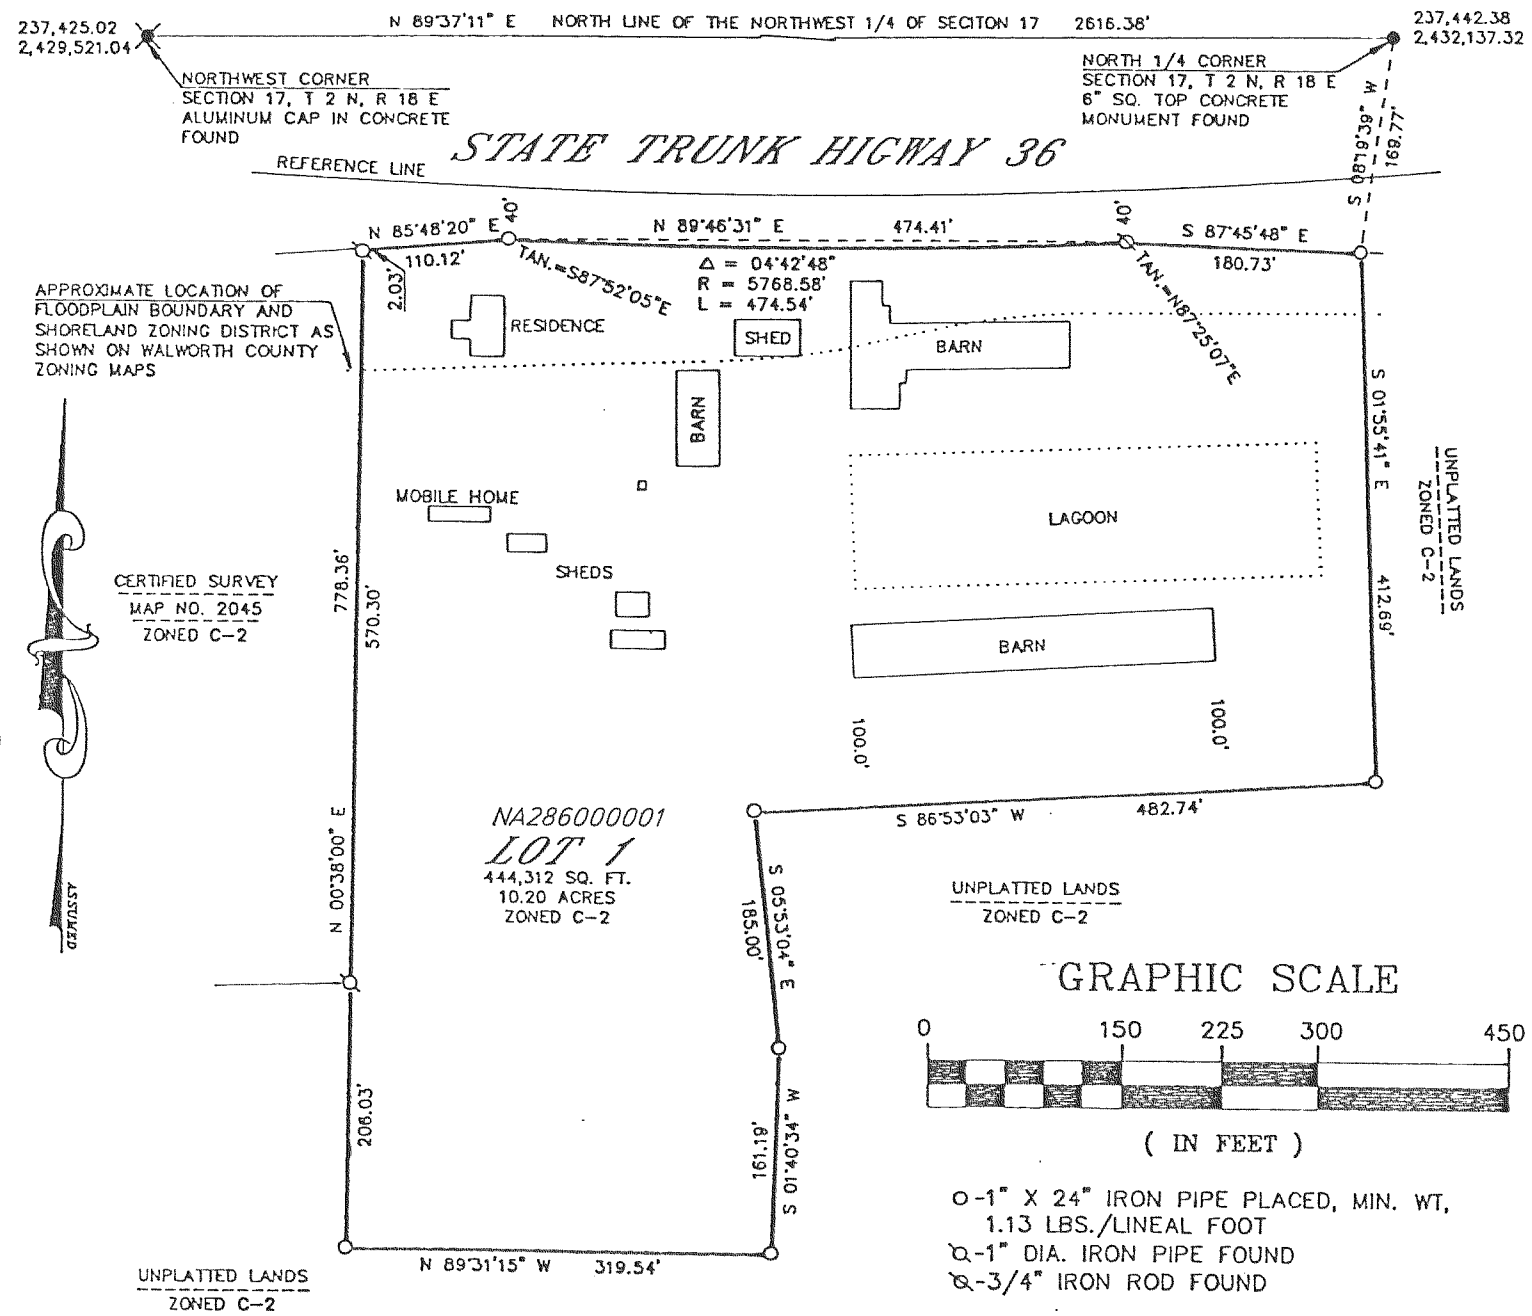 237,425.02
2,429,521.04
N 89°37'11" E NORTH LINE OF THE NORTHWEST 1/4 OF SECITON 17 2616.38'
237,442.38
2,432,137.32
NORTHWEST CORNER
SECTION 17, T 2 N, R 18 E
ALUMINUM CAP IN CONCRETE
FOUND
NORTH 1/4 CORNER
SECTION 17, T 2 N, R 18 E
6" SQ. TOP CONCRETE
MONUMENT FOUND
S 08°19'39" W
169.77'
STATE TRUNK HIGWAY 36
REFERENCE LINE
N 85°48'20" E
110.12'
40'
N 89°46'31" E 474.41'
40'
S 87°45'48" E
180.73'
2.03'
TAN.=S87°52'05"E
Δ = 04°42'48"
R = 5768.58'
L = 474.54'
TAN.=N87°25'07"E
APPROXIMATE LOCATION OF
FLOODPLAIN BOUNDARY AND
SHORELAND ZONING DISTRICT AS
SHOWN ON WALWORTH COUNTY
ZONING MAPS
RESIDENCE
SHED
BARN
BARN
S 01°55'41" E
412.69'
UNPLATTED LANDS
ZONED C-2
MOBILE HOME
LAGOON
SHEDS
CERTIFIED SURVEY
MAP NO. 2045
ZONED C-2
778.36'
570.30'
BARN
100.0'
100.0'
N 00°38'00" E
S 86°53'03" W 482.74'
NA286000001
LOT 1
444,312 SQ. FT.
10.20 ACRES
ZONED C-2
ASSUMED
S 05°53'04" E
185.00'
UNPLATTED LANDS
ZONED C-2
GRAPHIC SCALE
0 150 225 300 450
( IN FEET )
206.03'
S 01°40'34" W
161.19'
O-1" X 24" IRON PIPE PLACED, MIN. WT,
1.13 LBS./LINEAL FOOT
-1" DIA. IRON PIPE FOUND
-3/4" IRON ROD FOUND
N 89°31'15" W 319.54'
UNPLATTED LANDS
ZONED C-2